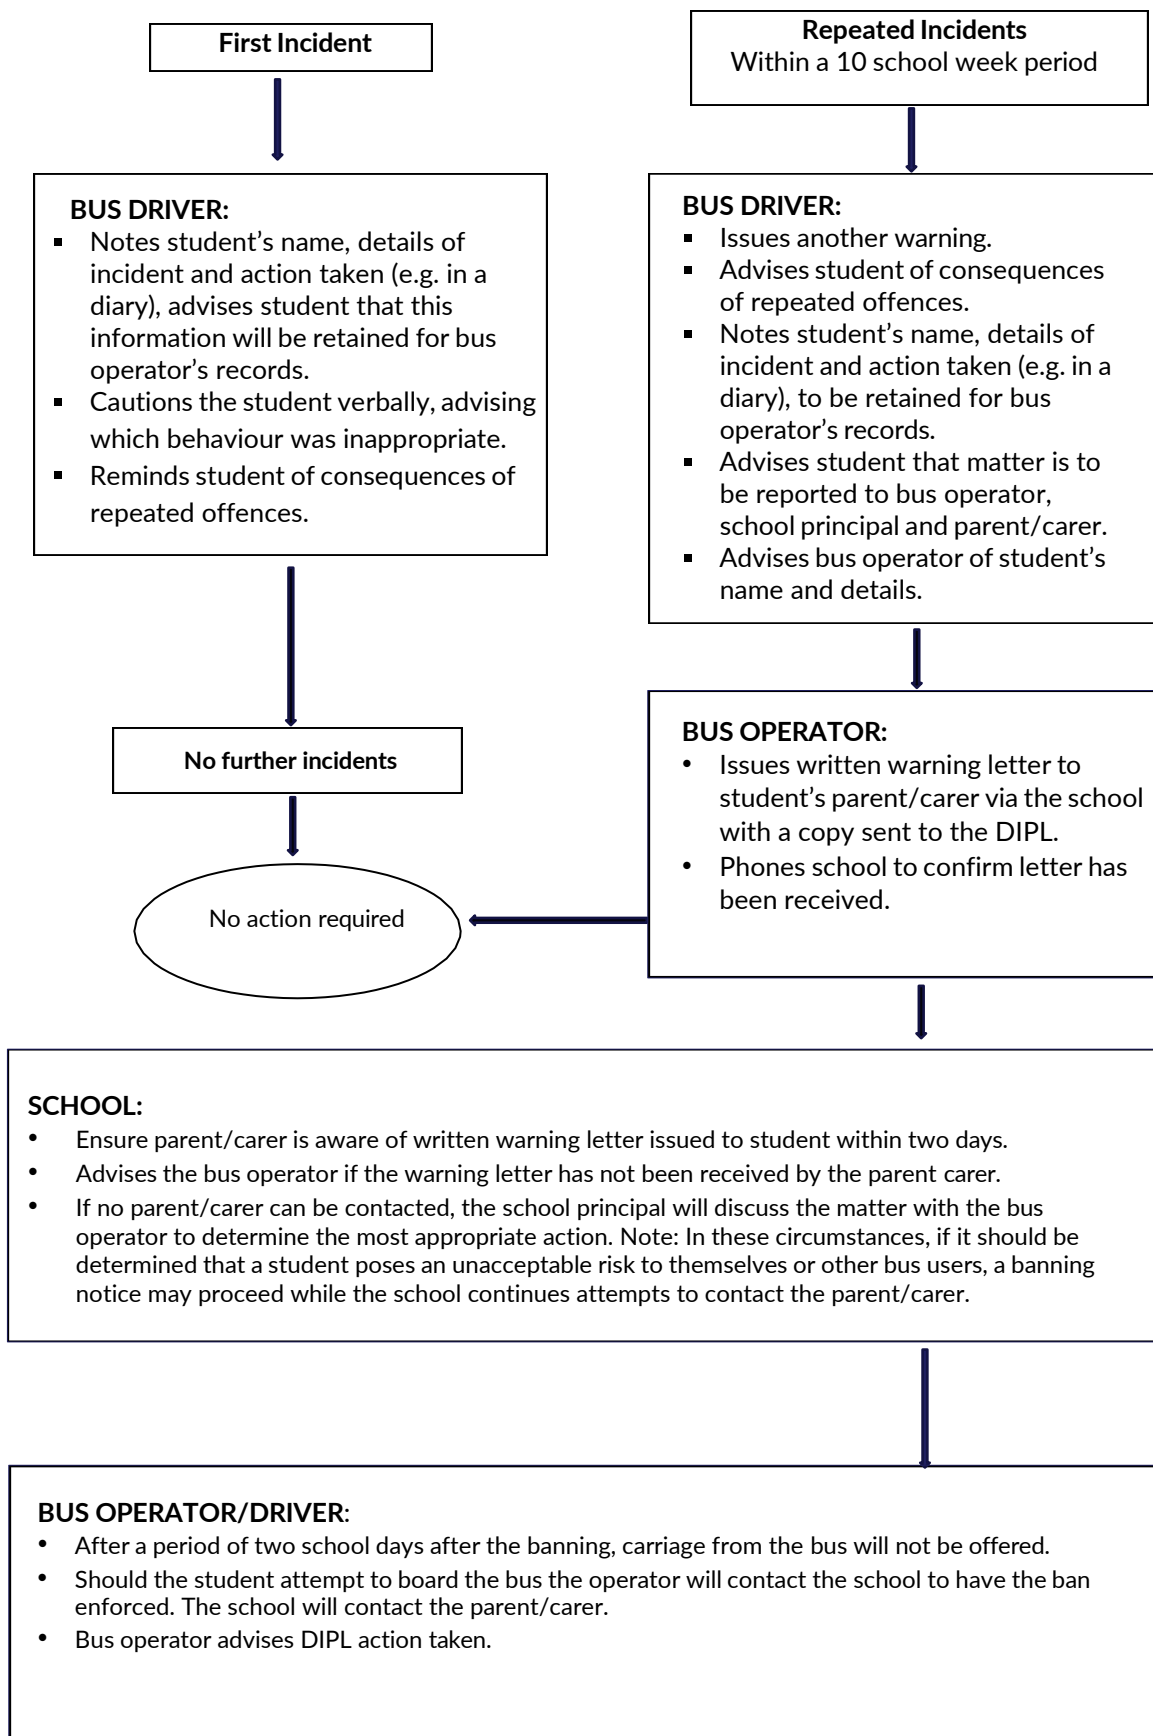 First Incident
BUS DRIVER:
▪ Notes student’s name, details of
incident and action taken (e.g. in a
diary), advises student that this
information will be retained for bus
operator’s records.
▪ Cautions the student verbally, advising
which behaviour was inappropriate.
▪ Reminds student of consequences of
repeated offences.
No further incidents
No action required
Repeated Incidents
Within a 10 school week period
BUS DRIVER:
▪ Issues another warning.
▪ Advises student of consequences
of repeated offences.
▪ Notes student’s name, details of
incident and action taken (e.g. in a
diary), to be retained for bus
operator’s records.
▪ Advises student that matter is to
be reported to bus operator,
school principal and parent/carer.
▪ Advises bus operator of student’s
name and details.
BUS OPERATOR:
• Issues written warning letter to
student’s parent/carer via the school
with a copy sent to the DIPL.
• Phones school to confirm letter has
been received.
SCHOOL:
• Ensure parent/carer is aware of written warning letter issued to student within two days.
• Advises the bus operator if the warning letter has not been received by the parent carer.
• If no parent/carer can be contacted, the school principal will discuss the matter with the bus
operator to determine the most appropriate action. Note: In these circumstances, if it should be
determined that a student poses an unacceptable risk to themselves or other bus users, a banning
notice may proceed while the school continues attempts to contact the parent/carer.
BUS OPERATOR/DRIVER:
• After a period of two school days after the banning, carriage from the bus will not be offered.
• Should the student attempt to board the bus the operator will contact the school to have the ban
enforced. The school will contact the parent/carer.
• Bus operator advises DIPL action taken.